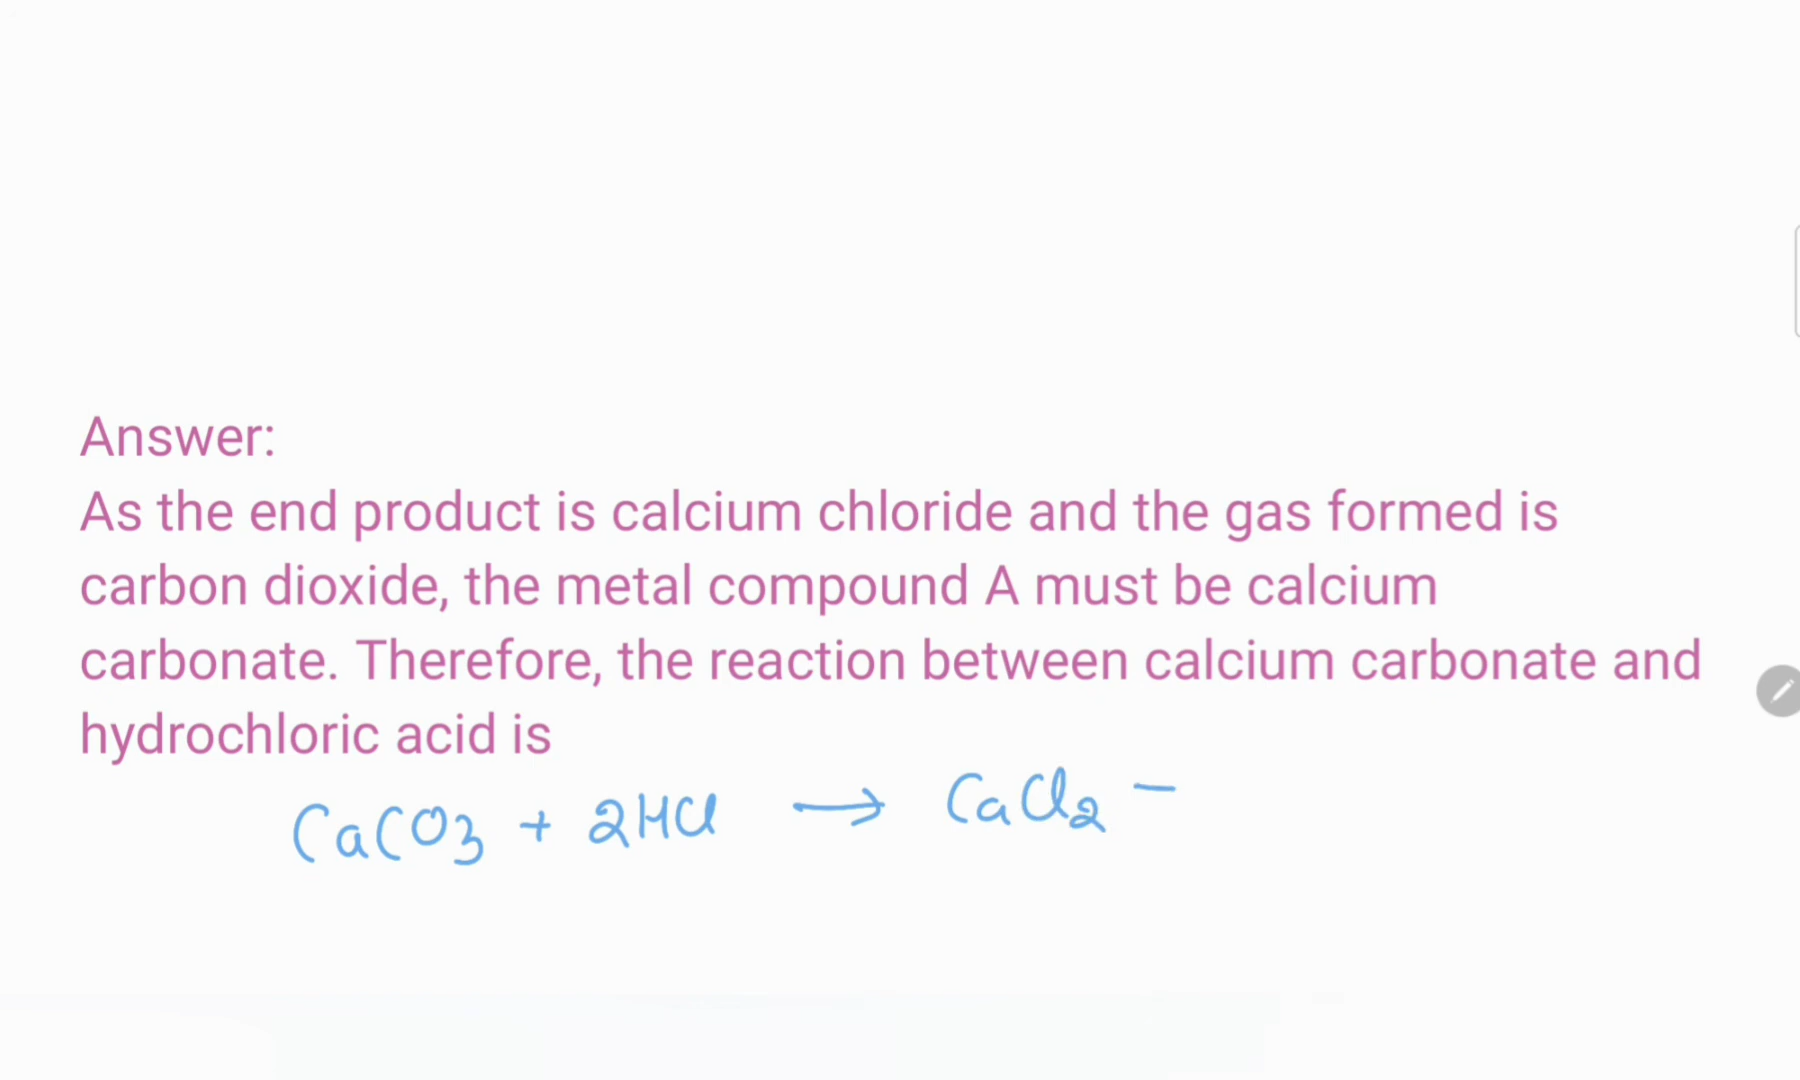 Answer:
As the end product is calcium chloride and the gas formed is
carbon dioxide, the metal compound A must be calcium
carbonate. Therefore, the reaction between calcium carbonate and
hydrochloric acid is
CaCO3 + 2HCl → CaCl2 –